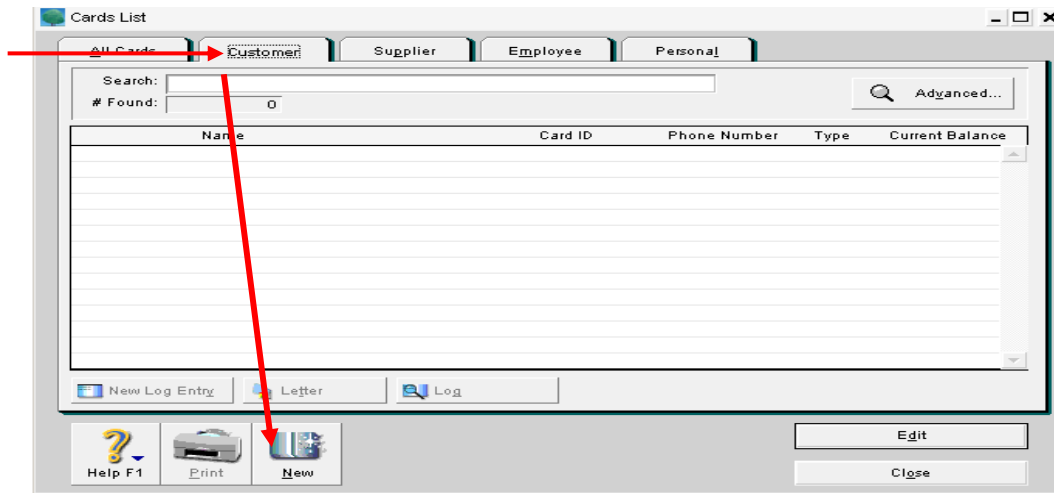 Cards List
All Cards Customer Supplier Employee Personal
Search:
# Found: 0
Advanced...
Name Card ID Phone Number Type Current Balance
New Log Entry Letter Log
Help F1 Print New
Edit
Close